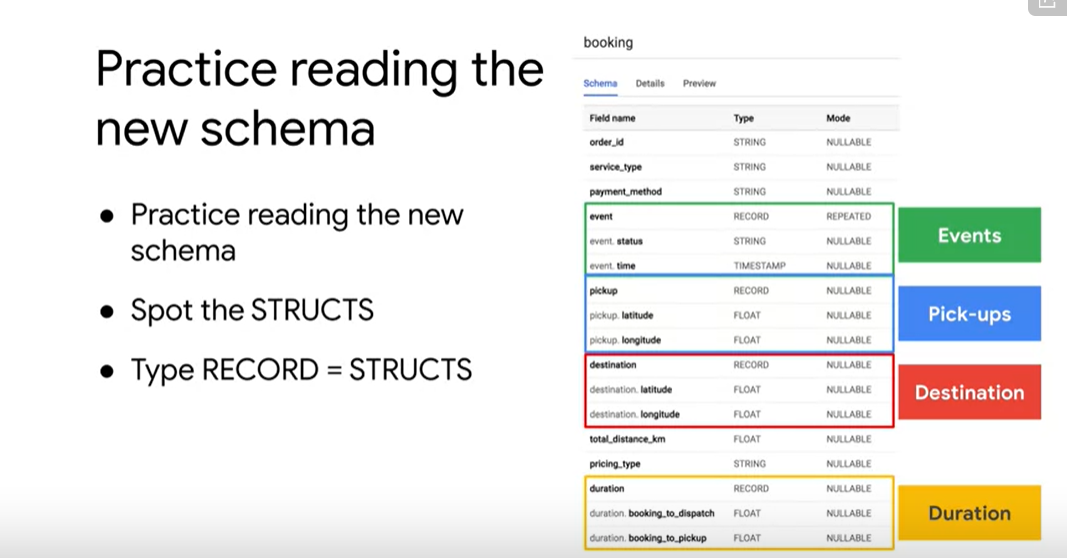 Practice reading the
new schema
● Practice reading the new
schema
● Spot the STRUCTS
● Type RECORD = STRUCTS
booking
Schema Details Preview
Field name Type Mode
order_id STRING NULLABLE
service_type STRING NULLABLE
payment_method STRING NULLABLE
event RECORD REPEATED
event. status STRING NULLABLE
event. time TIMESTAMP NULLABLE
Events
pickup RECORD NULLABLE
pickup. latitude FLOAT NULLABLE
pickup. longitude FLOAT NULLABLE
Pick-ups
destination RECORD NULLABLE
destination. latitude FLOAT NULLABLE
destination. longitude FLOAT NULLABLE
Destination
total_distance_km FLOAT NULLABLE
pricing_type STRING NULLABLE
duration RECORD NULLABLE
duration. booking_to_dispatch FLOAT NULLABLE
duration. booking_to_pickup FLOAT NULLABLE
Duration